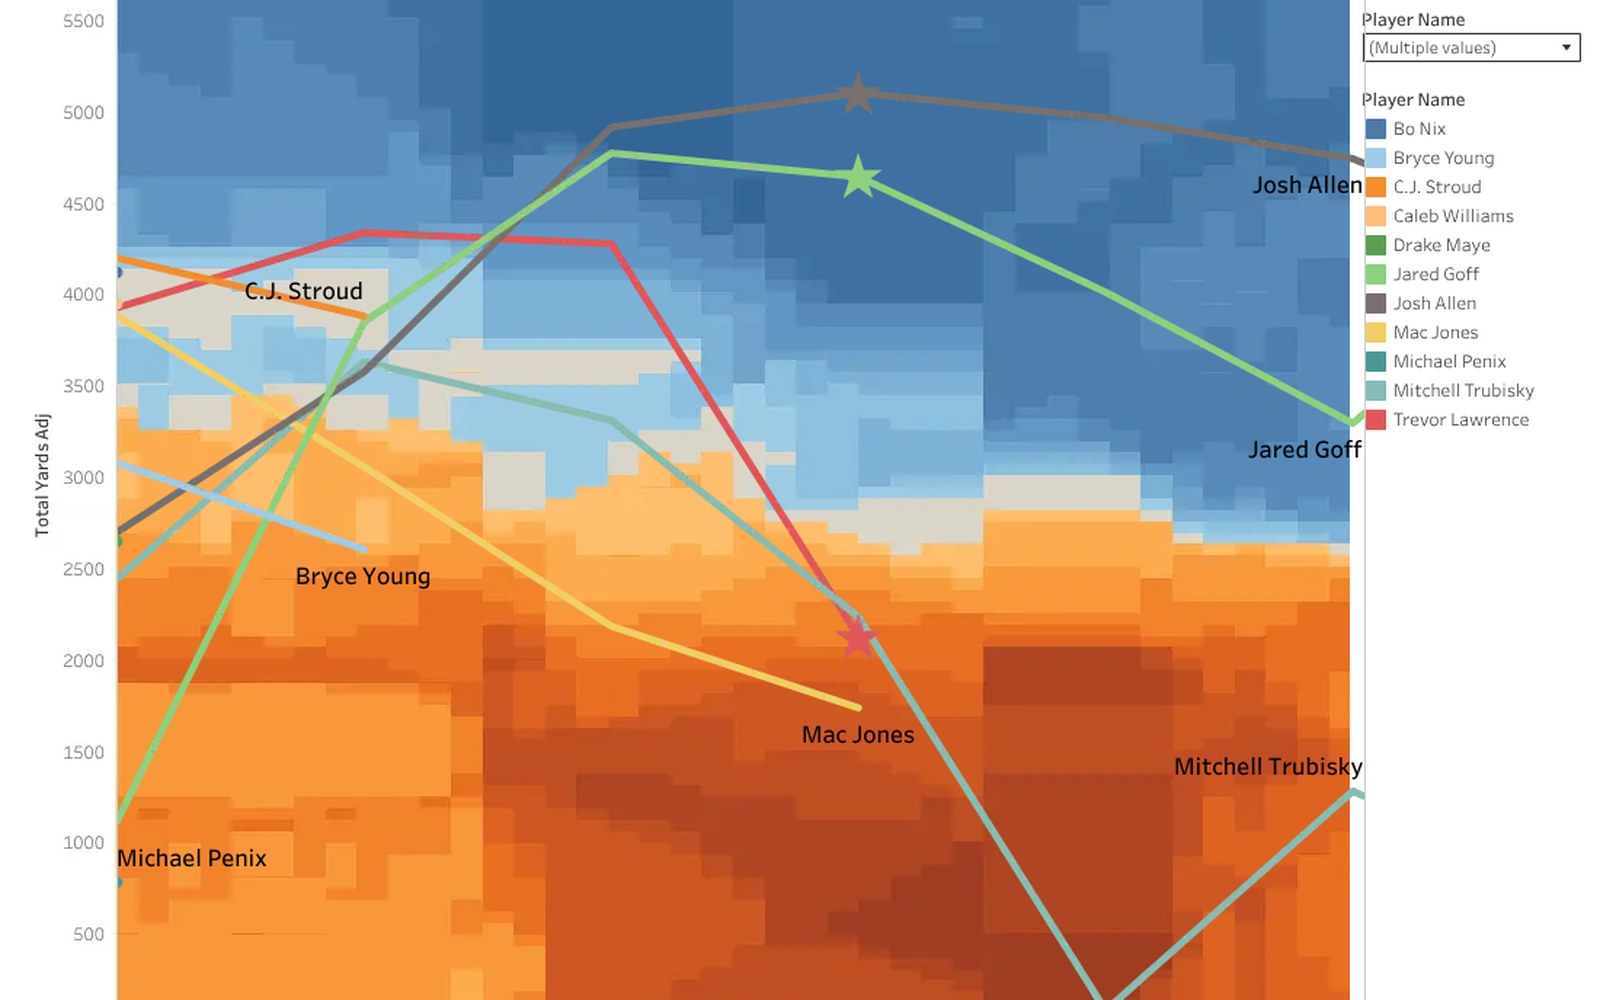 5500
5000
4500
4000
3500
3000
2500
2000
1500
1000
500
Total Yards Adj
C.J. Stroud
Bryce Young
Michael Penix
Mac Jones
Josh Allen
Jared Goff
Mitchell Trubisky
Player Name
(Multiple values)
Player Name
Bo Nix
Bryce Young
C.J. Stroud
Caleb Williams
Drake Maye
Jared Goff
Josh Allen
Mac Jones
Michael Penix
Mitchell Trubisky
Trevor Lawrence